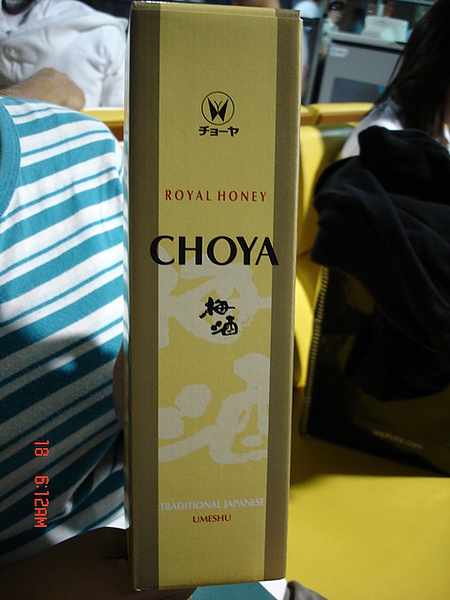 チョーヤ
ROYAL HONEY
CHOYA
梅
酒
TRADITIONAL JAPANESE
UMESHU
18 6:12AM